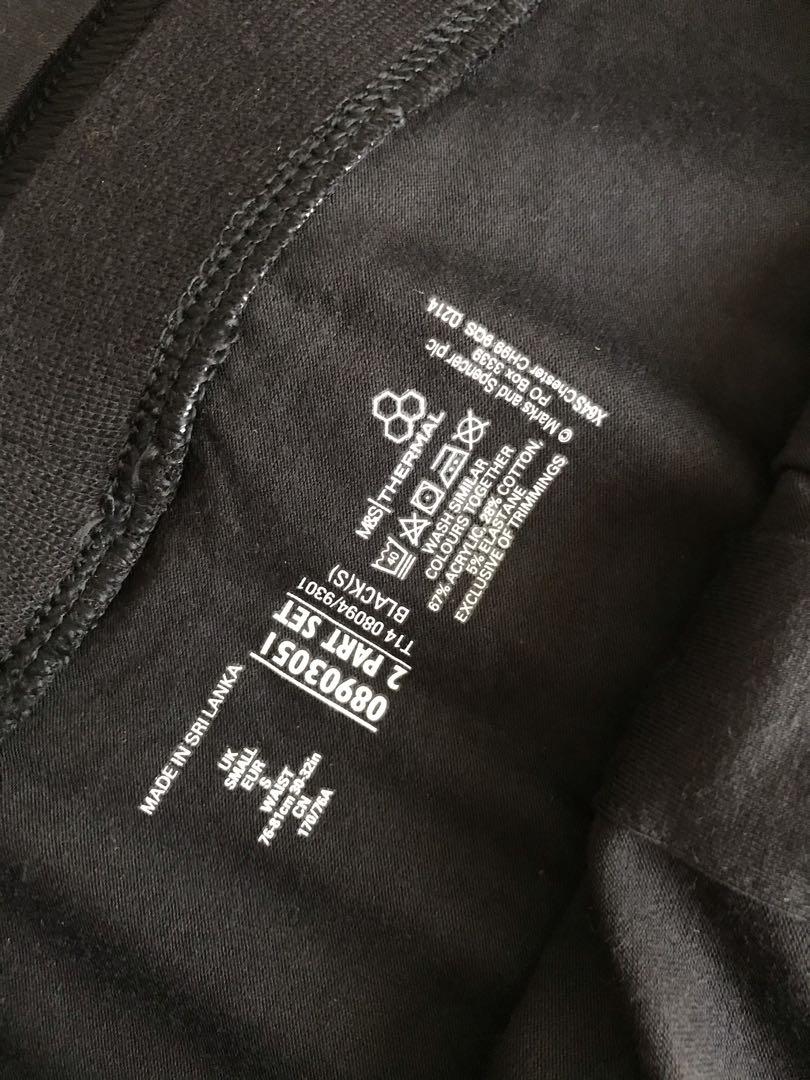 MADE IN SRI LANKA
UK
SMALL
EUR
S
WAIST
76-81cm 30-32in
CN
170/76A
08903051
2 PART SET
T14 08094/9301
BLACK(S)
M&S|THERMAL
40
WASH SIMILAR
COLOURS TOGETHER
67% ACRYLIC, 28% COTTON,
5% ELASTANE
EXCLUSIVE OF TRIMMINGS
© Marks and Spencer plc
PO Box 3339
X64S Chester CH99 9QS 0214